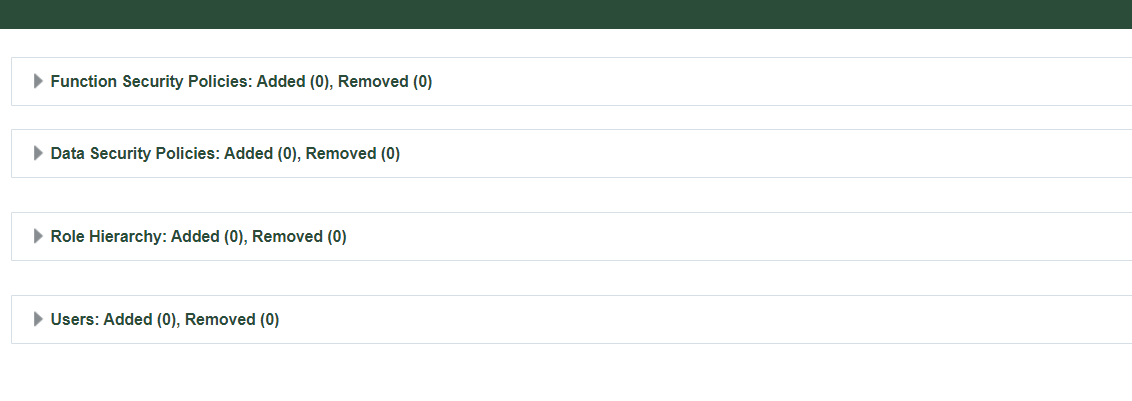 Function Security Policies: Added (0), Removed (0)
Data Security Policies: Added (0), Removed (0)
Role Hierarchy: Added (0), Removed (0)
Users: Added (0), Removed (0)